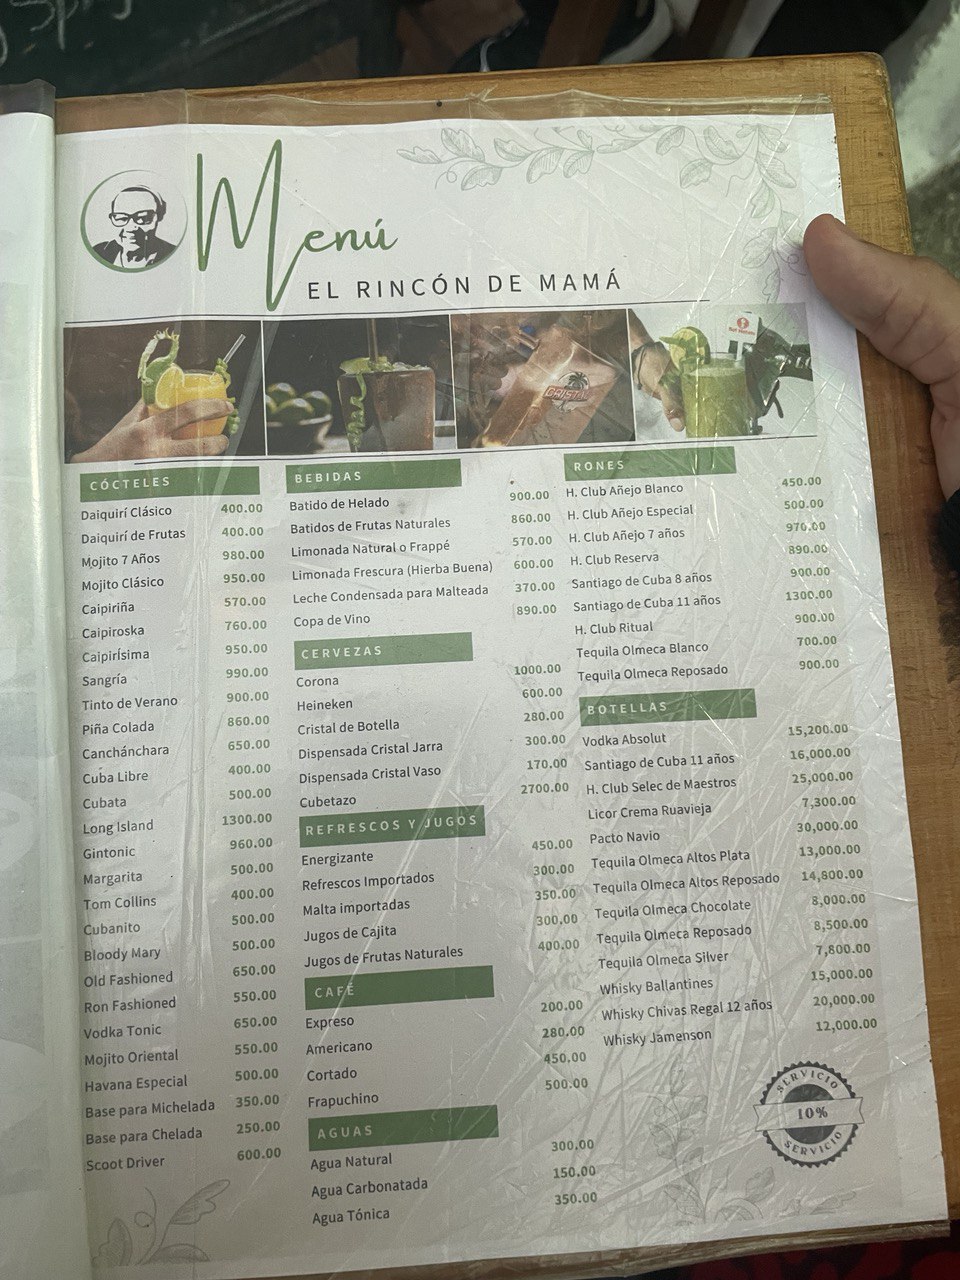 Menú
EL RINCÓN DE MAMÁ
CRISTAL
CÓCTELES
Daiquirí Clásico 400.00
Daiquirí de Frutas 400.00
Mojito 7 Años 980.00
Mojito Clásico 950.00
Caipiriña 570.00
Caipiroska 760.00
Caipirísima 950.00
Sangría 990.00
Tinto de Verano 900.00
Piña Colada 860.00
Canchánchara 650.00
Cuba Libre 400.00
Cubata 500.00
Long Island 1300.00
Gintonic 960.00
Margarita 500.00
Tom Collins 400.00
Cubanito 500.00
Bloody Mary 500.00
Old Fashioned 650.00
Ron Fashioned 550.00
Vodka Tonic 650.00
Mojito Oriental 550.00
Havana Especial 500.00
Base para Michelada 350.00
Base para Chelada 250.00
Scoot Driver 600.00
BEBIDAS
Batido de Helado 900.00
Batidos de Frutas Naturales 860.00
Limonada Natural o Frappé 570.00
Limonada Frescura (Hierba Buena) 600.00
Leche Condensada para Malteada 370.00
Copa de Vino 890.00
CERVEZAS
Corona 1000.00
Heineken 600.00
Cristal de Botella 280.00
Dispensada Cristal Jarra 300.00
Dispensada Cristal Vaso 170.00
Cubetazo 2700.00
REFRESCOS Y JUGOS
Energizante 450.00
Refrescos Importados 300.00
Malta importadas 350.00
Jugos de Cajita 300.00
Jugos de Frutas Naturales 400.00
CAFÉ
Expreso 200.00
Americano 280.00
Cortado 450.00
Frapuchino 500.00
AGUAS
Agua Natural 300.00
Agua Carbonatada 150.00
Agua Tónica 350.00
RONES
H. Club Añejo Blanco 450.00
H. Club Añejo Especial 500.00
H. Club Añejo 7 años 970.00
H. Club Reserva 890.00
Santiago de Cuba 8 años 900.00
Santiago de Cuba 11 años 1300.00
H. Club Ritual 900.00
Tequila Olmeca Blanco 700.00
Tequila Olmeca Reposado 900.00
BOTELLAS
Vodka Absolut 15,200.00
Santiago de Cuba 11 años 16,000.00
H. Club Selec de Maestros 25,000.00
Licor Crema Ruavieja 7,300.00
Pacto Navio 30,000.00
Tequila Olmeca Altos Plata 13,000.00
Tequila Olmeca Altos Reposado 14,800.00
Tequila Olmeca Chocolate 8,000.00
Tequila Olmeca Reposado 8,500.00
Tequila Olmeca Silver 7,800.00
Whisky Ballantines 15,000.00
Whisky Chivas Regal 12 años 20,000.00
Whisky Jamenson 12,000.00
SERVICIO
10%
SERVICIO